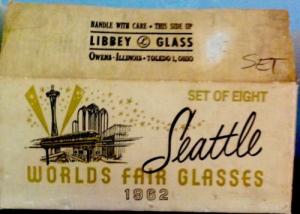 HANDLE WITH CARE • THIS SIDE UP
LIBBEY L GLASS
OWENS-ILLINOIS • TOLEDO 1, OHIO
SET
SET OF EIGHT
Seattle
WORLDS FAIR GLASSES
1962